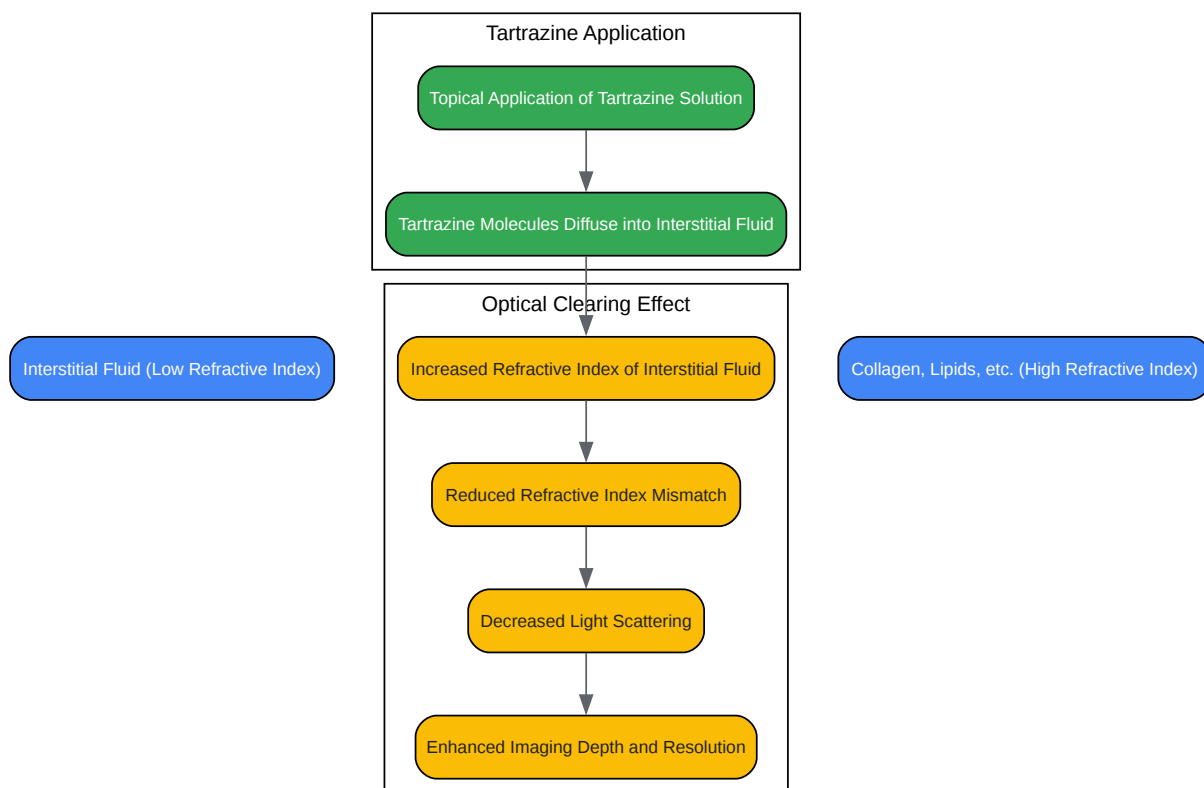 Tartrazine Application
Topical Application of Tartrazine Solution
Tartrazine Molecules Diffuse into Interstitial Fluid
Optical Clearing Effect
Interstitial Fluid (Low Refractive Index)
Increased Refractive Index of Interstitial Fluid
Collagen, Lipids, etc. (High Refractive Index)
Reduced Refractive Index Mismatch
Decreased Light Scattering
Enhanced Imaging Depth and Resolution